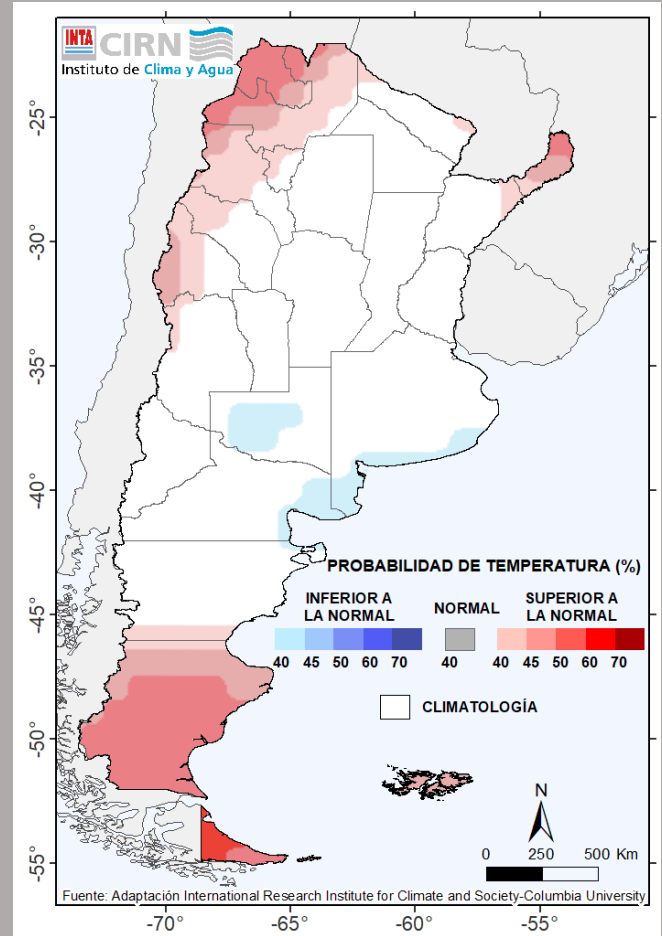 INTA CIRN
Instituto de Clima y Agua
-25°
-30°
-35°
-40°
-45°
-50°
-55°
PROBABILIDAD DE TEMPERATURA (%)
INFERIOR A
LA NORMAL
NORMAL
SUPERIOR A
LA NORMAL
40 45 50 60 70
40
40 45 50 60 70
CLIMATOLOGÍA
N
0 250 500 Km
Fuente: Adaptación International Research Institute for Climate and Society-Columbia University
-70° -65° -60° -55°